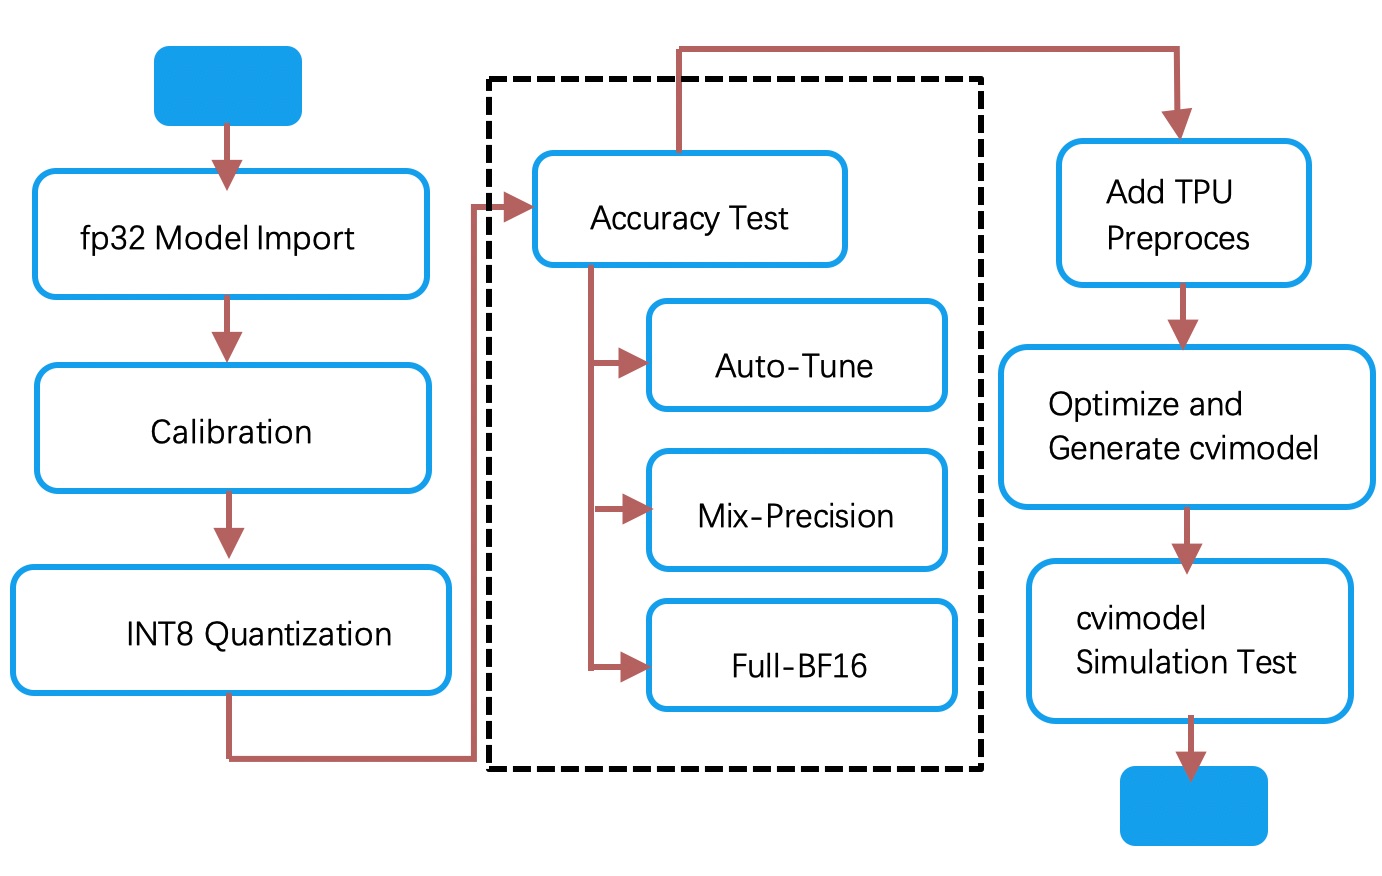 fp32 Model Import
Calibration
INT8 Quantization
Accuracy Test
Auto-Tune
Mix-Precision
Full-BF16
Add TPU
Preproces
Optimize and
Generate cvimodel
cvimodel
Simulation Test